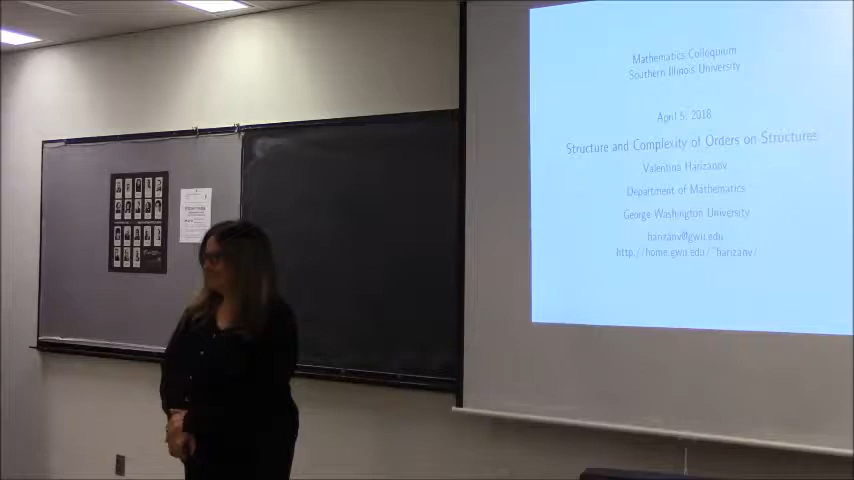 Mathematics Colloquium
Southern Illinois University
April 5, 2018
Structure and Complexity of Orders on Structures
Valentina Harizanov
Department of Mathematics
George Washington University
harizanv@gwu.edu
http://home.gwu.edu/~harizanv/